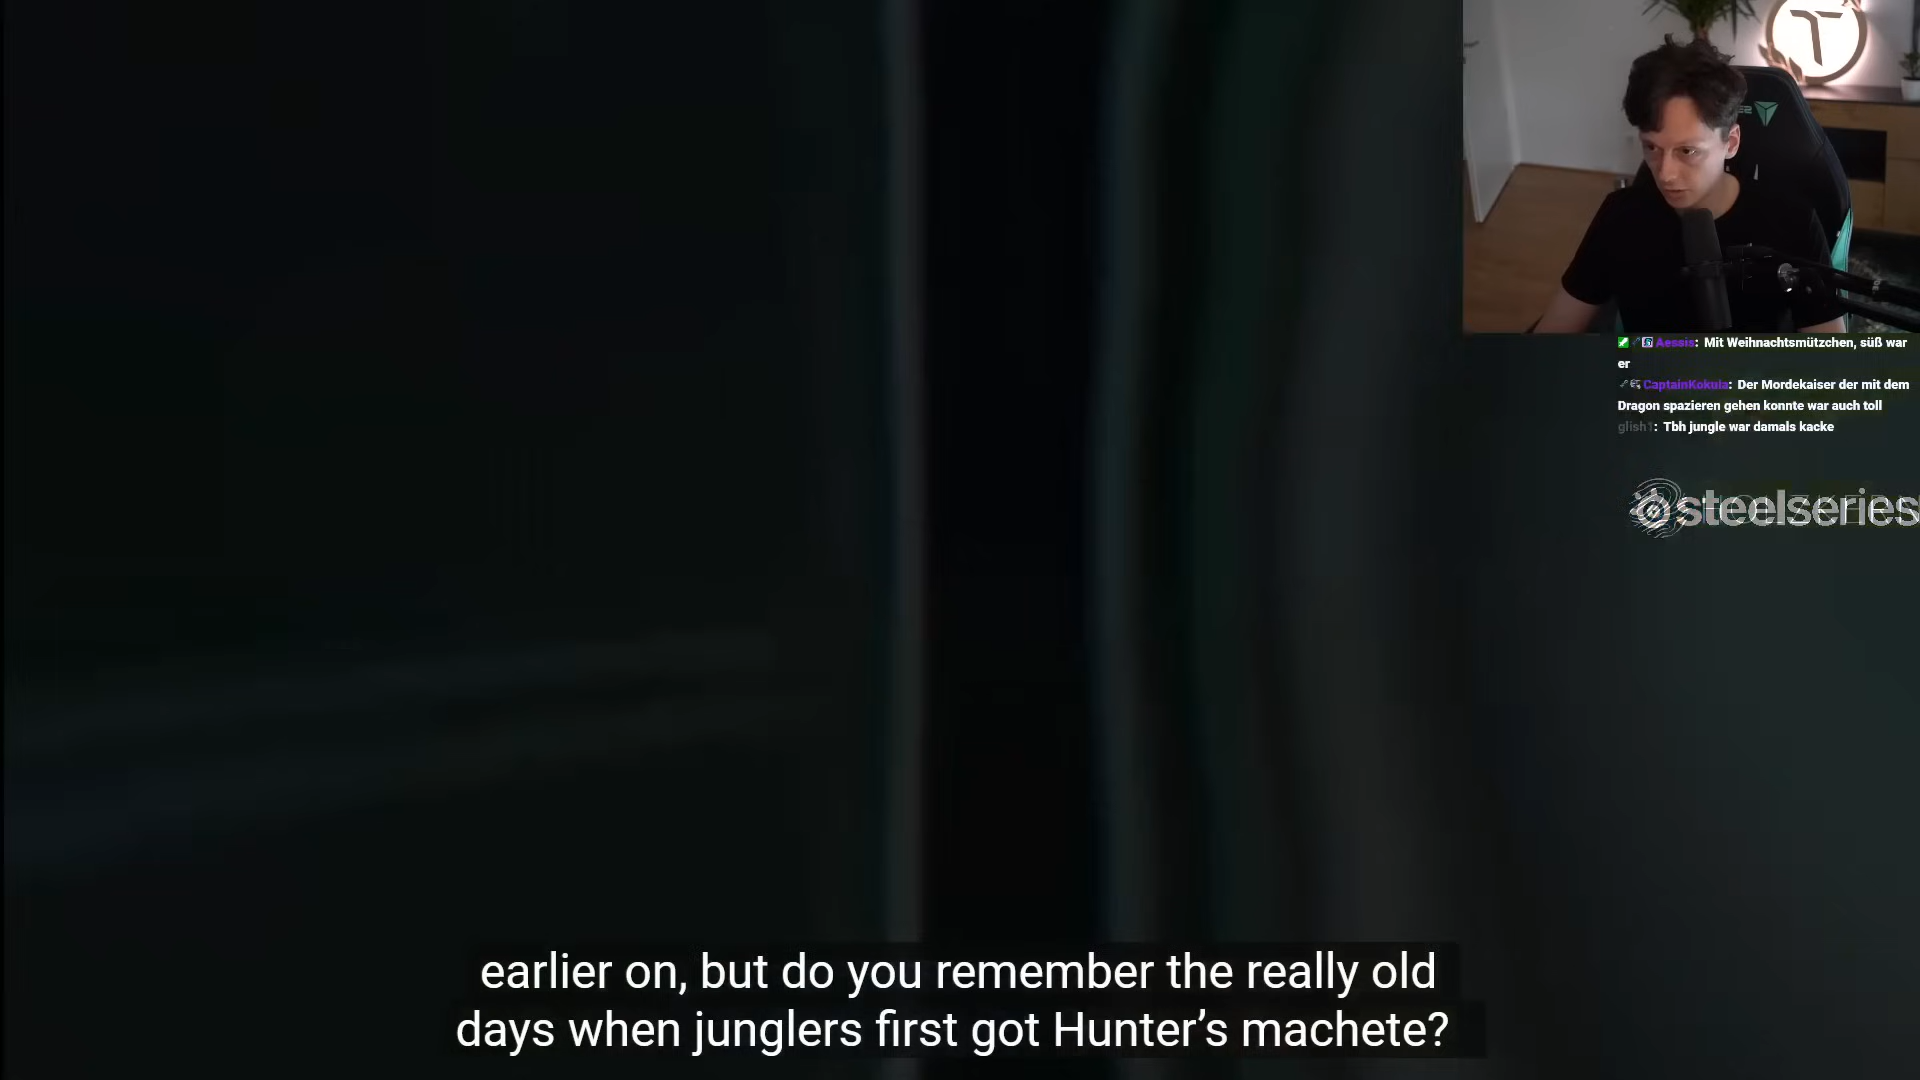 Aessis: Mit Weihnachtsmützchen, süß war
er
CaptainKokula: Der Mordekaiser der mit dem
Dragon spazieren gehen konnte war auch toll
glish1: Tbh jungle war damals kacke
steelseries
earlier on, but do you remember the really old
days when junglers first got Hunter’s machete?